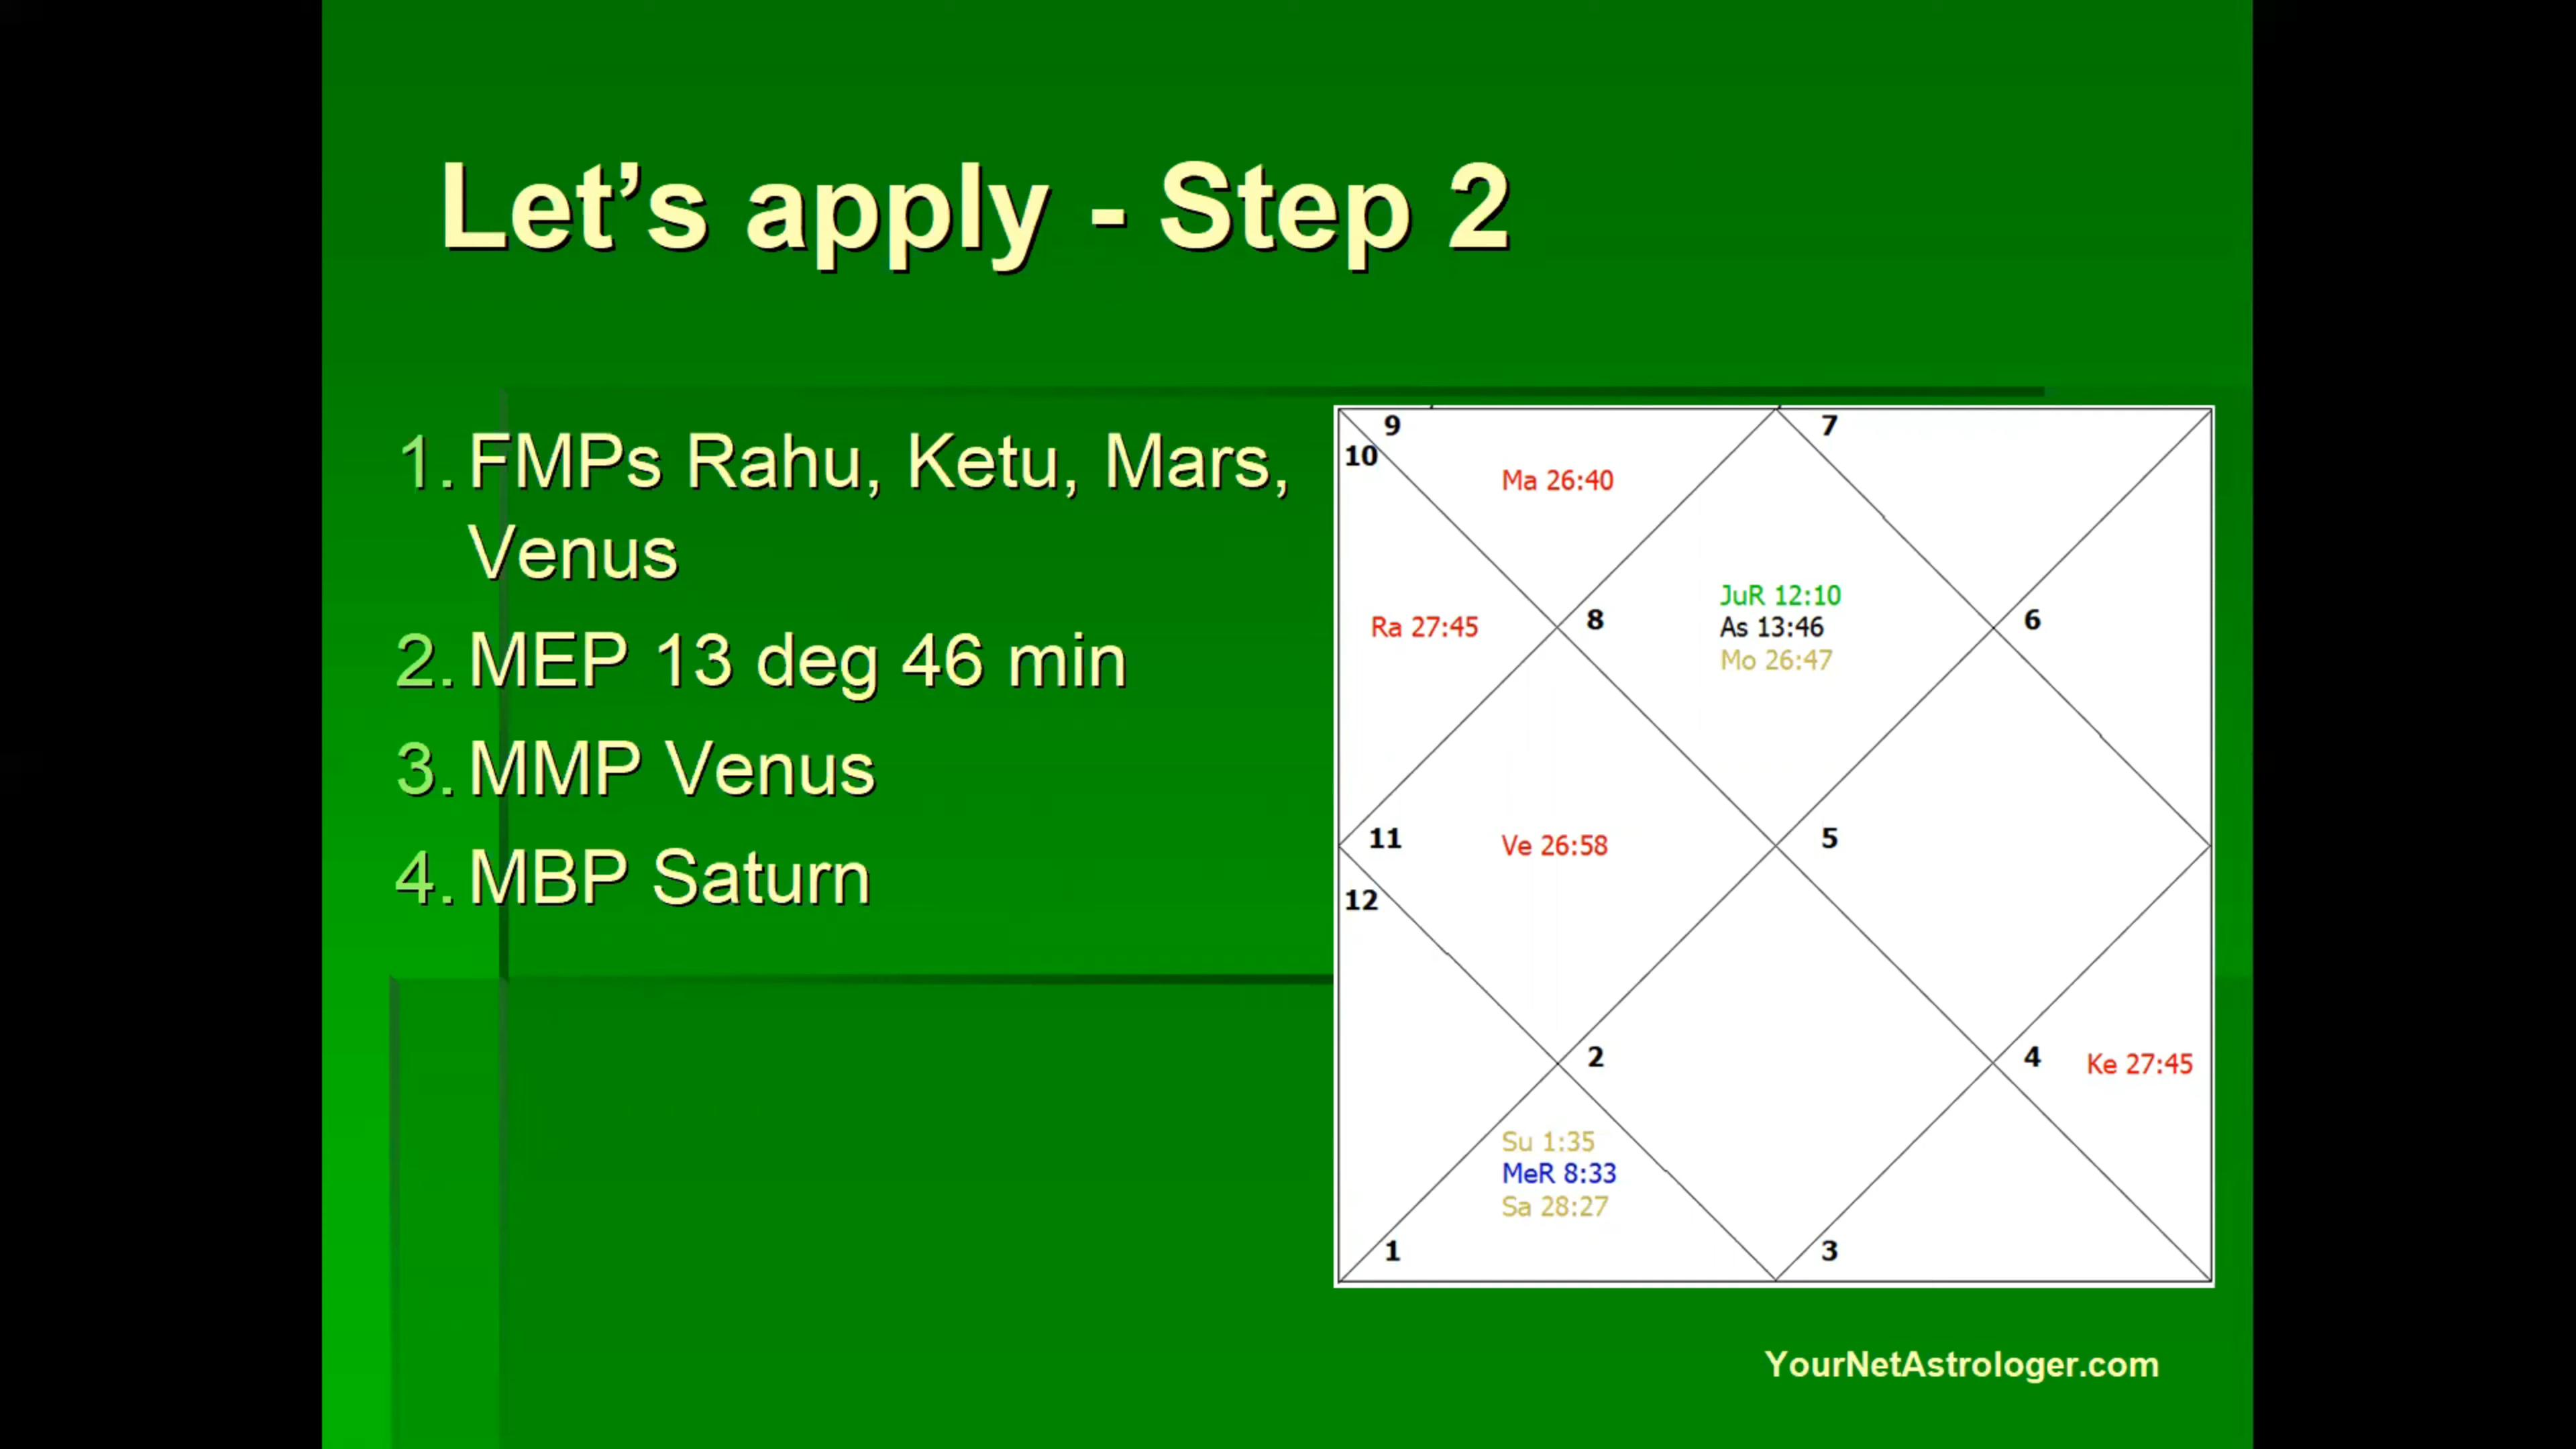 Let’s apply - Step 2
1. FMPs Rahu, Ketu, Mars,
Venus
2. MEP 13 deg 46 min
3. MMP Venus
4. MBP Saturn
9
7
10
Ma 26:40
JuR 12:10
Ra 27:45
8
As 13:46
6
Mo 26:47
11
Ve 26:58
5
12
2
4
Ke 27:45
Su 1:35
MeR 8:33
Sa 28:27
1
3
YourNetAstrologer.com